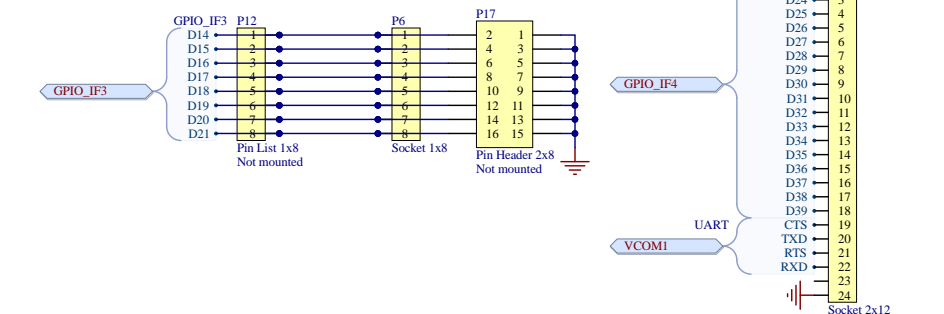 GPIO_IF3 P12 P6 P17
D14 1 1 2 1
D15 2 2 4 3
D16 3 3 6 5
D17 4 4 8 7
D18 5 5 10 9
D19 6 6 12 11
D20 7 7 14 13
D21 8 8 16 15
GPIO_IF3
Pin List 1x8
Not mounted
Socket 1x8
Pin Header 2x8
Not mounted
D25 4
D26 5
D27 6
D28 7
D29 8
D30 9
D31 10
D32 11
D33 12
D34 13
D35 14
D36 15
D37 16
D38 17
D39 18
GPIO_IF4
UART
CTS 19
TXD 20
RTS 21
RXD 22
23
24
VCOM1
Socket 2x12